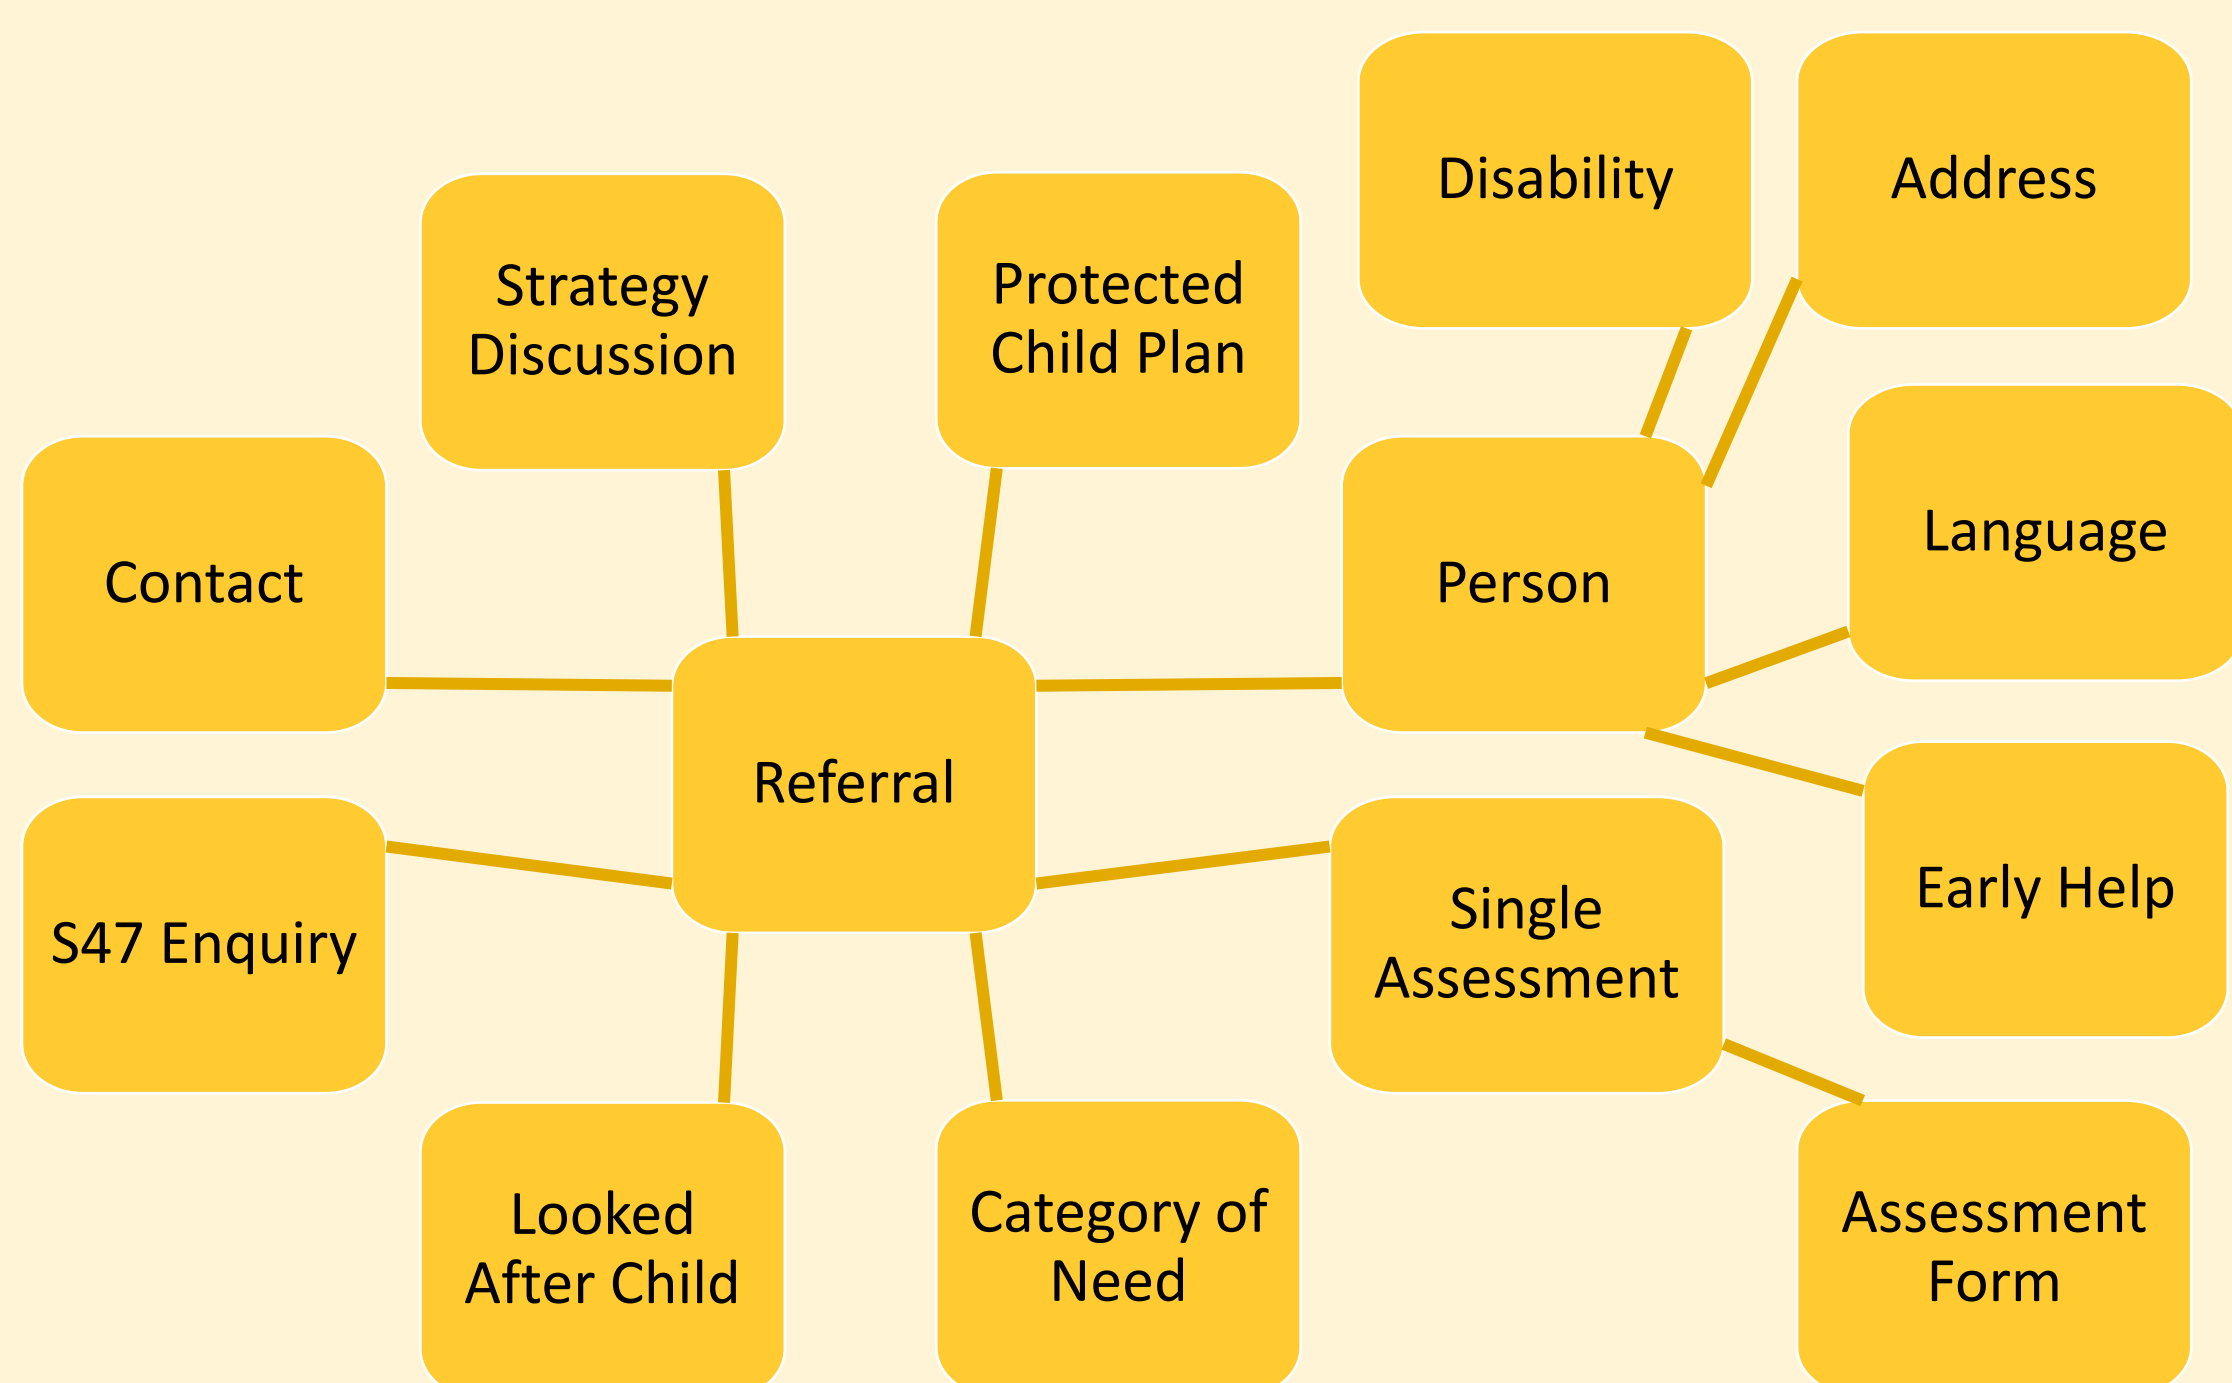 Disability
Address
Strategy
Discussion
Protected
Child Plan
Contact
Person
Language
Referral
S47 Enquiry
Single
Assessment
Early Help
Looked
After Child
Category of
Need
Assessment
Form